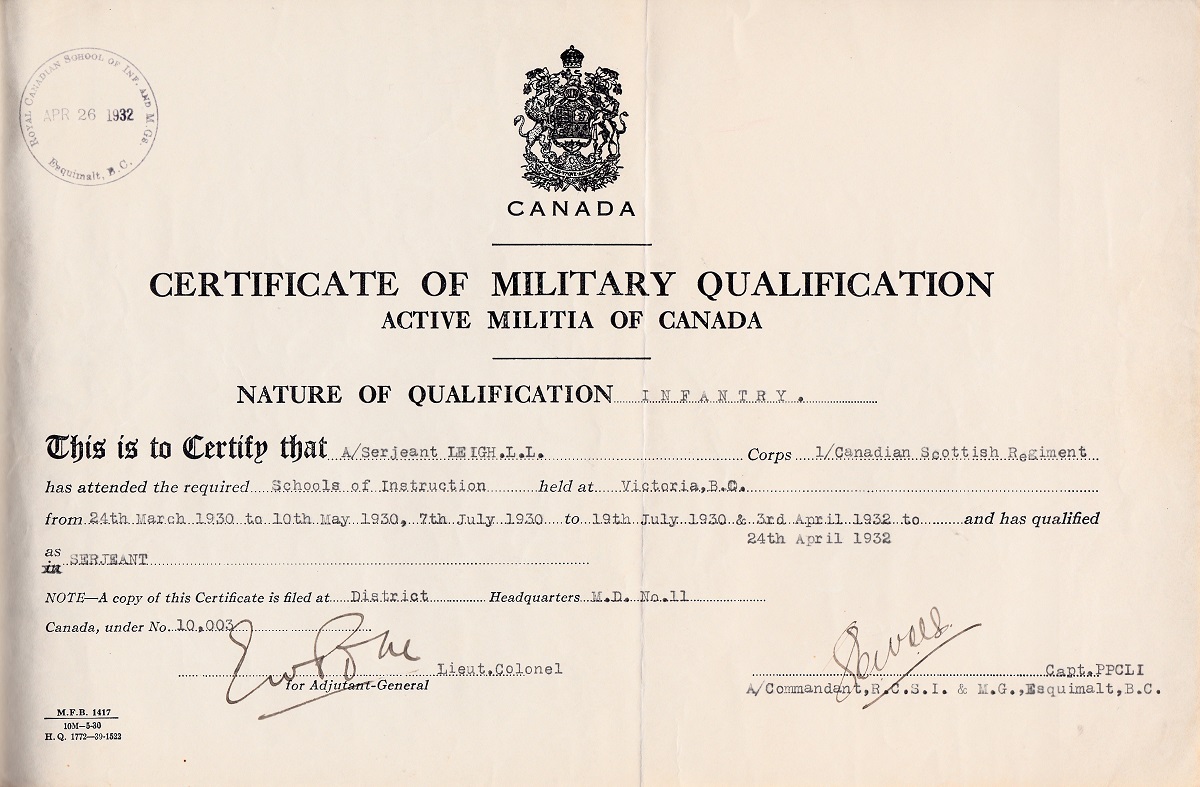 ROYAL CANADIAN SCHOOL OF INF. AND M.GS.
APR 26 1932
Esquimalt, B.C.
CANADA
CERTIFICATE OF MILITARY QUALIFICATION
ACTIVE MILITIA OF CANADA
NATURE OF QUALIFICATION INFANTRY.
This is to Certify that A/Serjeant LEIGH.L.L. Corps 1/Canadian Scottish Regiment
has attended the required Schools of Instruction held at Victoria,B.C.
from 24th March 1930 to 10th May 1930, 7th July 1930 to 19th July 1930 & 3rd April 1932 to and has qualified
24th April 1932
as
in SERJEANT
NOTE—A copy of this Certificate is filed at District Headquarters M.D. No.11
Canada, under No. 10,003
Lieut.Colonel
for Adjutant-General
Capt.PPCLI
A/Commandant,R.C.S.I. & M.G.,Esquimalt,B.C.
M.F.B. 1417
10M—5-30
H.Q. 1772—39-1522